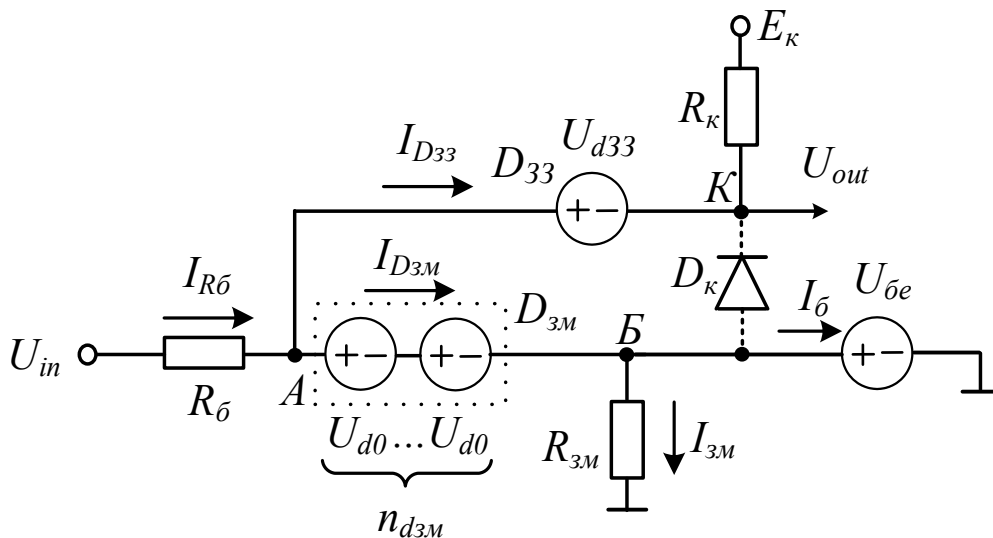 E_к
R_к
I_Dзз
U_dЗЗ
D_ЗЗ
К
U_out
I_Rб
I_Dзм
D_зм
D_к
I_б
U_бе
U_in
+ −
R_б
А
Б
U_d0 ... U_d0
R_зм
I_зм
n_dзм